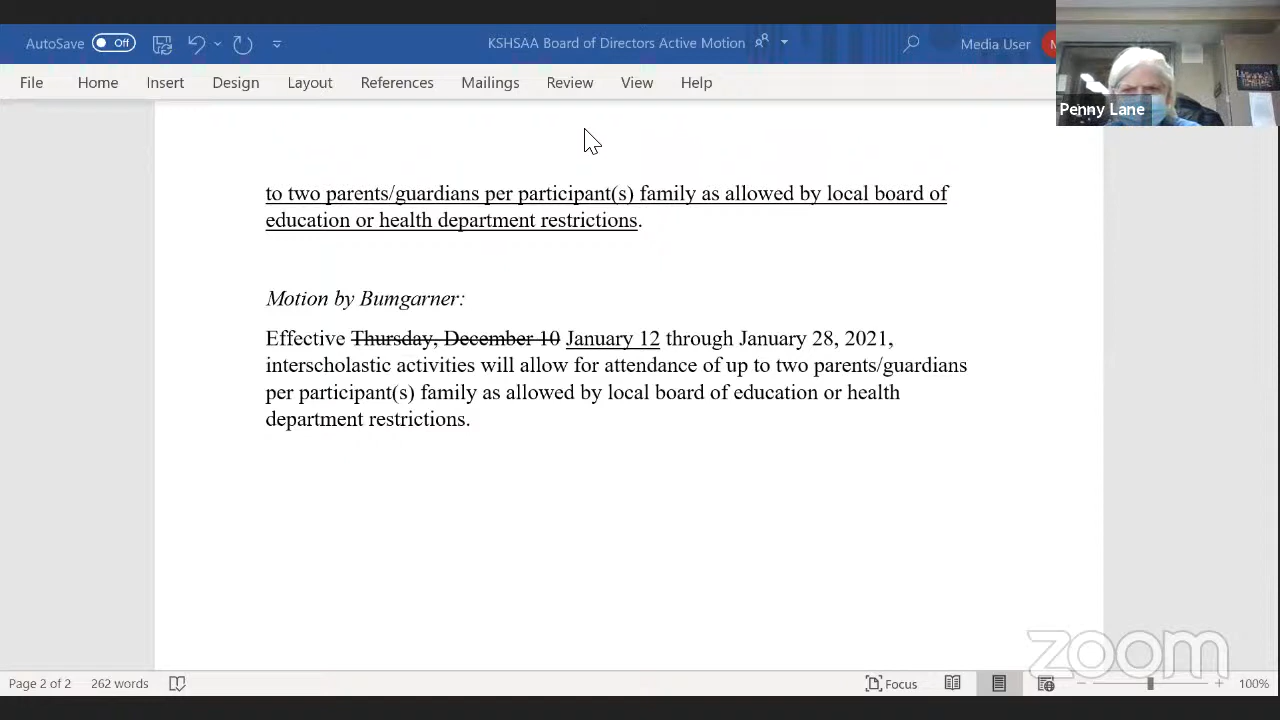 AutoSave Off KSHSAA Board of Directors Active Motion Media User
File Home Insert Design Layout References Mailings Review View Help
Penny Lane
to two parents/guardians per participant(s) family as allowed by local board of
education or health department restrictions.
Motion by Bumgarner:
Effective Thursday, December 10 January 12 through January 28, 2021,
interscholastic activities will allow for attendance of up to two parents/guardians
per participant(s) family as allowed by local board of education or health
department restrictions.
zoom
Page 2 of 2 262 words Focus 100%